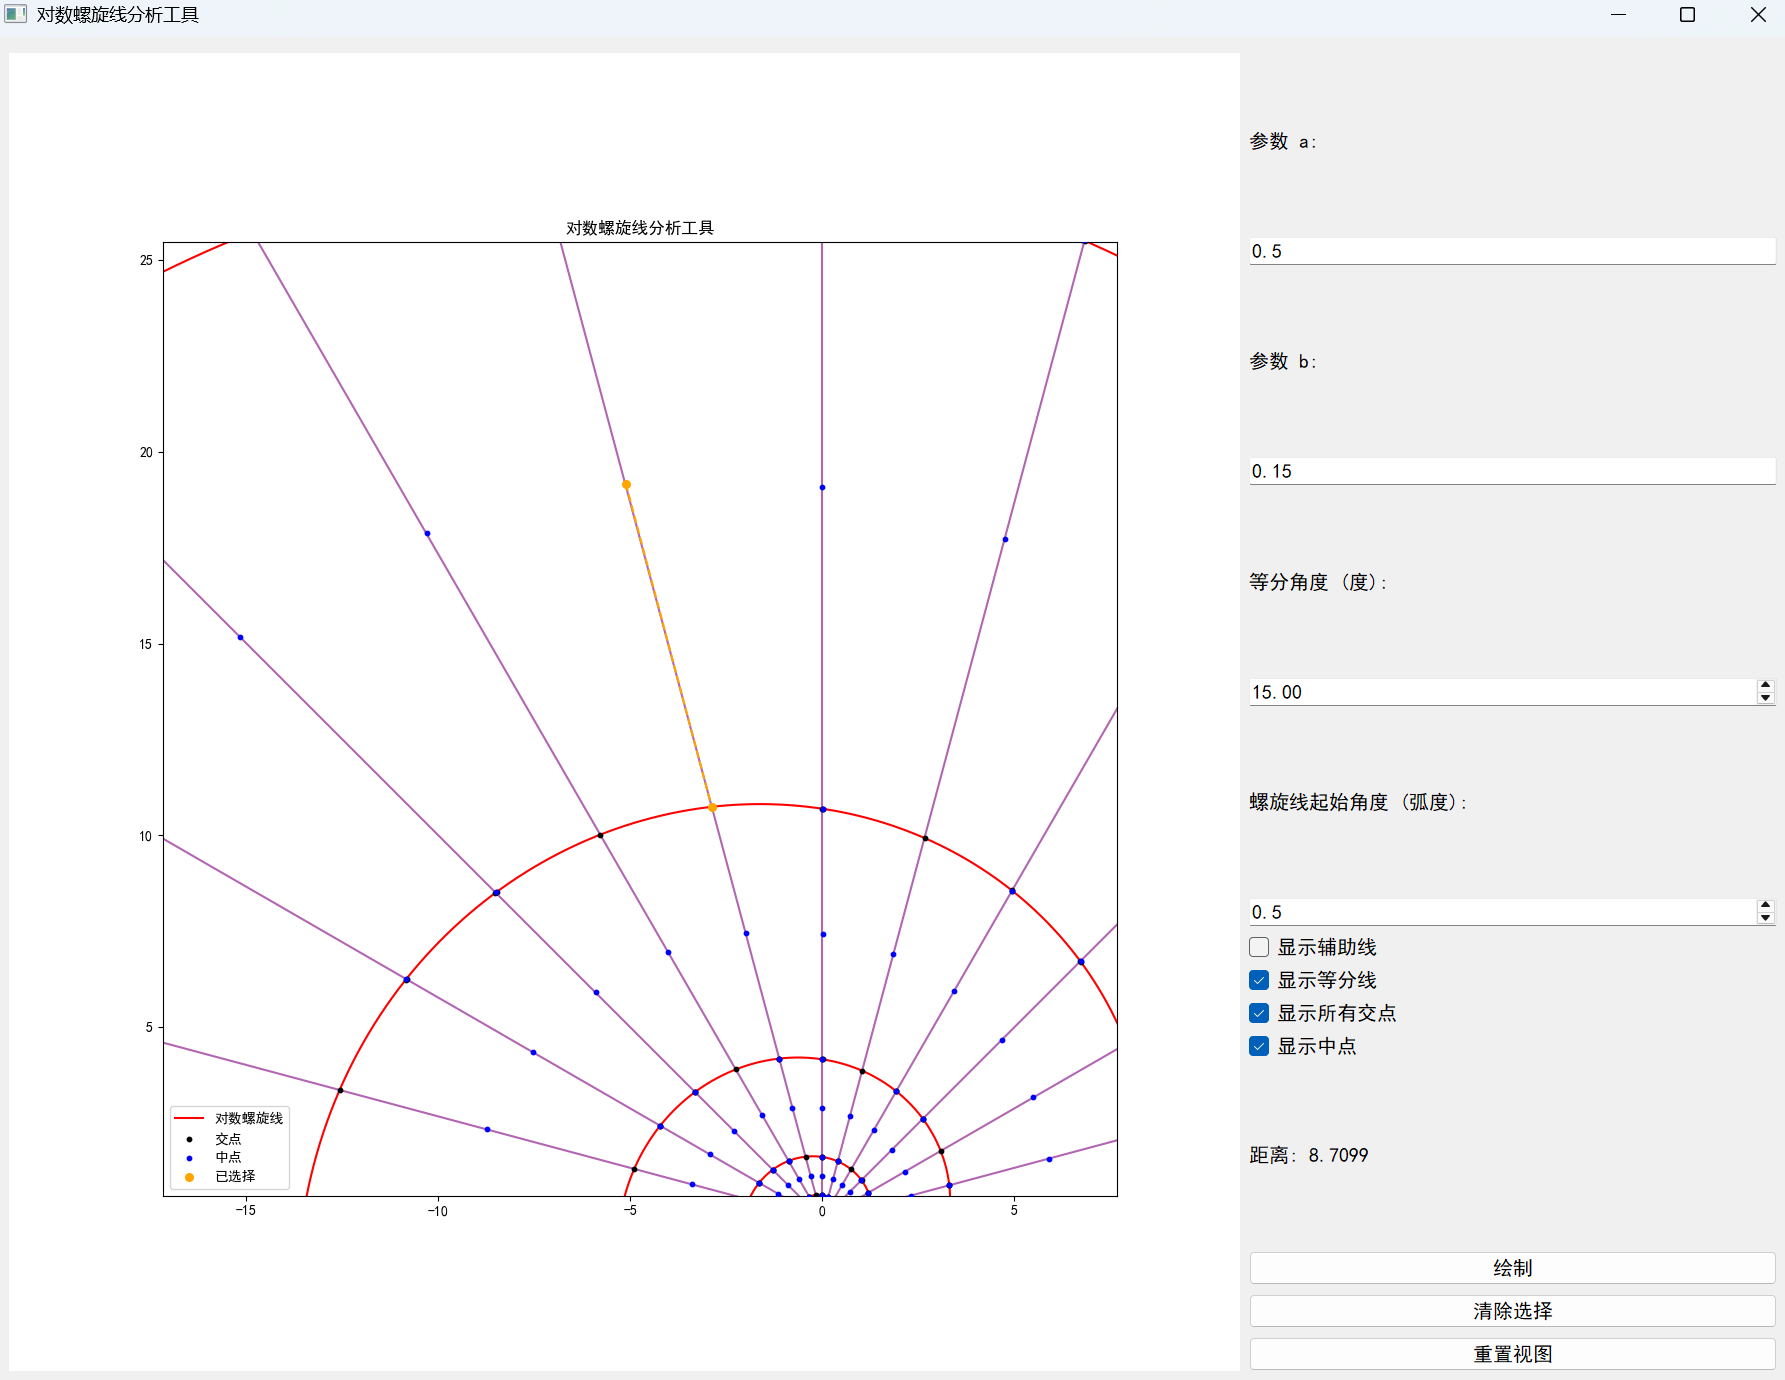 对数螺旋线分析工具
参数 a:
对数螺旋线分析工具
0.5
25
参数 b:
20
0.15
等分角度 (度):
15
15.00
螺旋线起始角度 (弧度):
10
0.5
显示辅助线
显示等分线
显示所有交点
5
显示中点
对数螺旋线
交点
中点
已选择
距离: 8.7099
−15
−10
−5
0
5
绘制
清除选择
重置视图